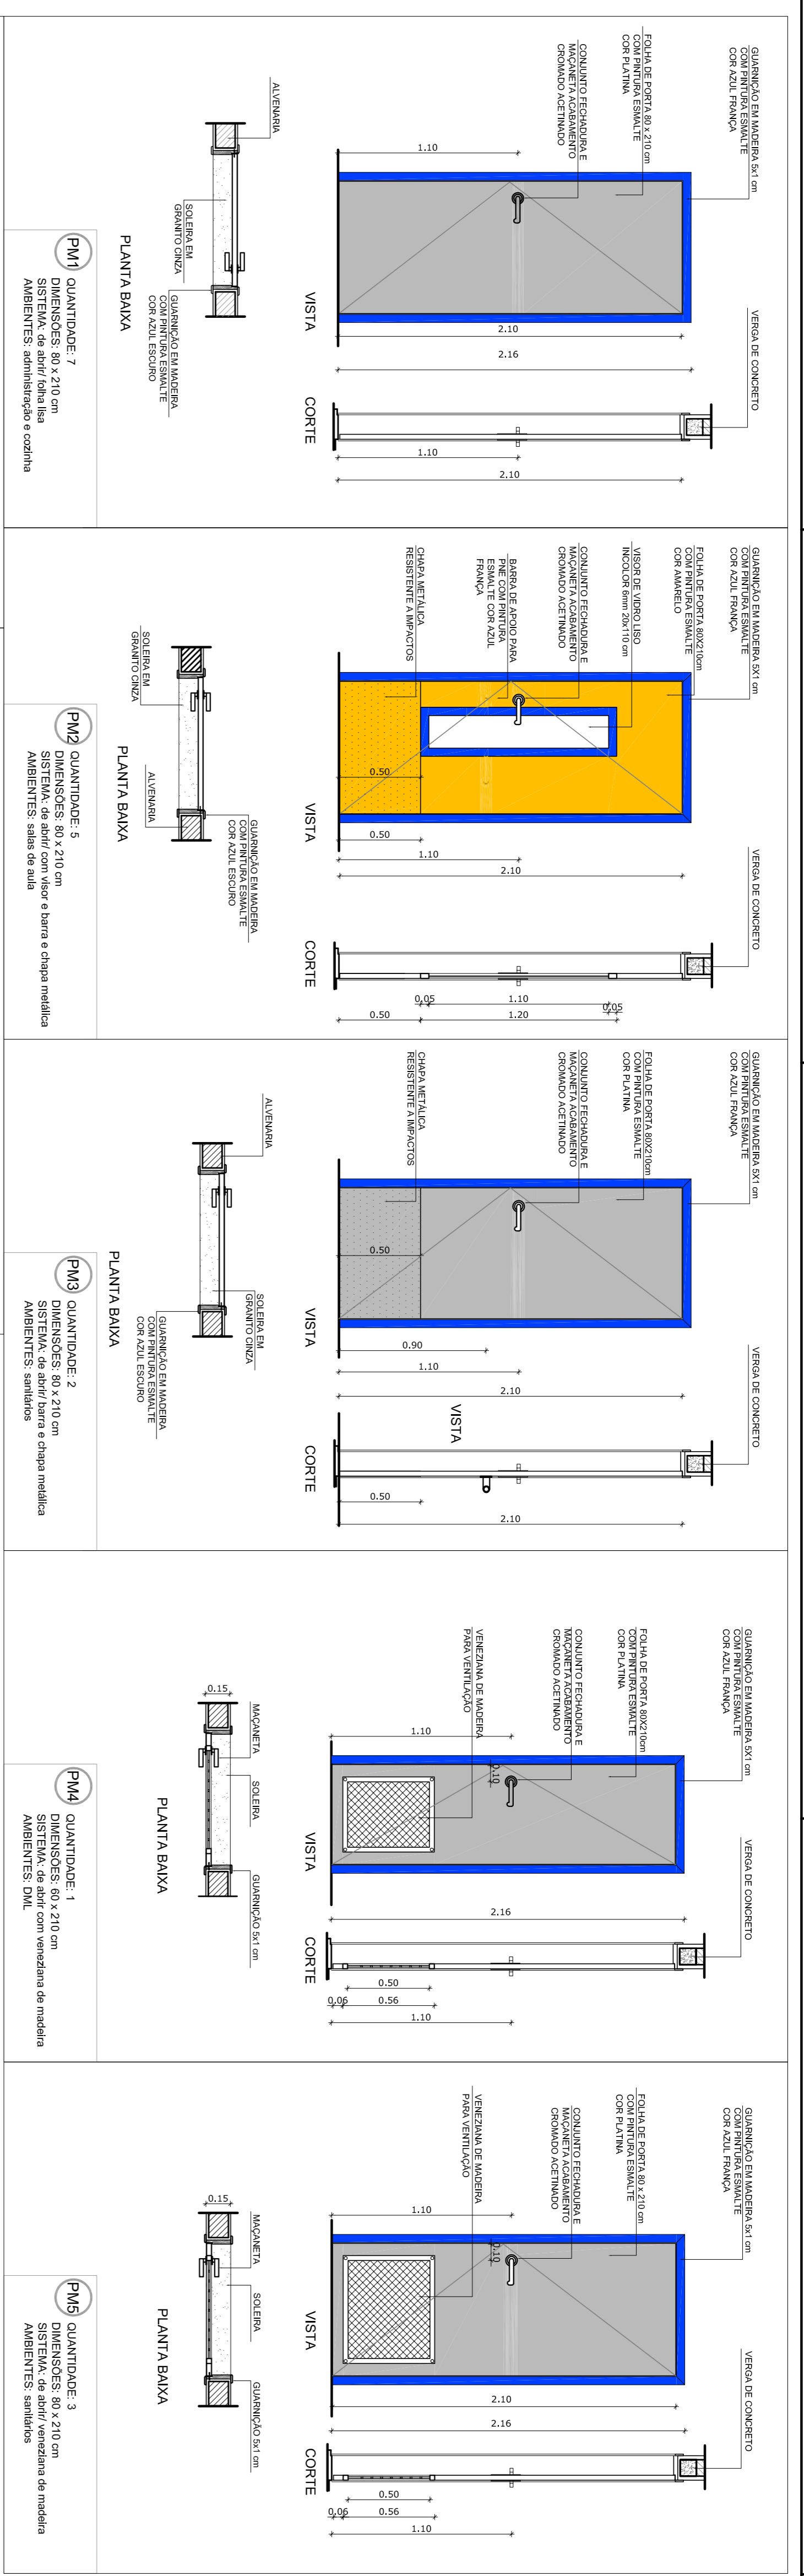 GUARNIÇÃO EM MADEIRA 5x1 cm
COM PINTURA ESMALTE
COR AZUL FRANÇA
FOLHA DE PORTA 80 x 210 cm
COM PINTURA ESMALTE
COR PLATINA
CONJUNTO FECHADURA E
MAÇANETA ACABAMENTO
CROMADO ACETINADO
VERGA DE CONCRETO
1.10
2.10
2.16
1.10
2.10
VISTA
CORTE
ALVENARIA
SOLEIRA EM
GRANITO CINZA
GUARNIÇÃO EM MADEIRA
COM PINTURA ESMALTE
COR AZUL ESCURO
PLANTA BAIXA
PM1
QUANTIDADE: 7
DIMENSÕES: 80 x 210 cm
SISTEMA: de abrir/ folha lisa
AMBIENTES: administração e cozinha
GUARNIÇÃO EM MADEIRA 5X1 cm
COM PINTURA ESMALTE
COR AZUL FRANÇA
FOLHA DE PORTA 80X210cm
COM PINTURA ESMALTE
COR AMARELO
VISOR DE VIDRO LISO
INCOLOR 6mm 20x110 cm
CONJUNTO FECHADURA E
MAÇANETA ACABAMENTO
CROMADO ACETINADO
BARRA DE APOIO PARA
PNE COM PINTURA
ESMALTE COR AZUL
FRANÇA
CHAPA METÁLICA
RESISTENTE A IMPACTOS
VERGA DE CONCRETO
0.50
0.50
1.10
2.10
0.05
1.10
0.05
0.50
1.20
VISTA
CORTE
SOLEIRA EM
GRANITO CINZA
ALVENARIA
GUARNIÇÃO EM MADEIRA
COM PINTURA ESMALTE
COR AZUL ESCURO
PLANTA BAIXA
PM2
QUANTIDADE: 5
DIMENSÕES: 80 x 210 cm
SISTEMA: de abrir/ com visor e barra e chapa metálica
AMBIENTES: salas de aula
GUARNIÇÃO EM MADEIRA 5X1 cm
COM PINTURA ESMALTE
COR AZUL FRANÇA
FOLHA DE PORTA 80X210cm
COM PINTURA ESMALTE
COR PLATINA
CONJUNTO FECHADURA E
MAÇANETA ACABAMENTO
CROMADO ACETINADO
CHAPA METÁLICA
RESISTENTE A IMPACTOS
VERGA DE CONCRETO
0.50
0.90
1.10
2.10
VISTA
0.50
2.10
VISTA
CORTE
ALVENARIA
SOLEIRA EM
GRANITO CINZA
GUARNIÇÃO EM MADEIRA
COM PINTURA ESMALTE
COR AZUL ESCURO
PLANTA BAIXA
PM3
QUANTIDADE: 2
DIMENSÕES: 80 x 210 cm
SISTEMA: de abrir/ barra e chapa metálica
AMBIENTES: sanitários
GUARNIÇÃO EM MADEIRA 5X1 cm
COM PINTURA ESMALTE
COR AZUL FRANÇA
FOLHA DE PORTA 80X210cm
COM PINTURA ESMALTE
COR PLATINA
CONJUNTO FECHADURA E
MAÇANETA ACABAMENTO
CROMADO ACETINADO
VENEZIANA DE MADEIRA
PARA VENTILAÇÃO
VERGA DE CONCRETO
1.10
0.10
2.16
0.50
0.06
0.56
1.10
VISTA
CORTE
0.15
MAÇANETA
SOLEIRA
GUARNIÇÃO 5x1 cm
PLANTA BAIXA
PM4
QUANTIDADE: 1
DIMENSÕES: 60 x 210 cm
SISTEMA: de abrir com veneziana de madeira
AMBIENTES: DML
GUARNIÇÃO EM MADEIRA 5x1 cm
COM PINTURA ESMALTE
COR AZUL FRANÇA
FOLHA DE PORTA 80 x 210 cm
COM PINTURA ESMALTE
COR PLATINA
CONJUNTO FECHADURA E
MAÇANETA ACABAMENTO
CROMADO ACETINADO
VENEZIANA DE MADEIRA
PARA VENTILAÇÃO
VERGA DE CONCRETO
1.10
0.10
2.10
2.16
0.50
0.06
0.56
1.10
VISTA
CORTE
0.15
MAÇANETA
SOLEIRA
GUARNIÇÃO 5x1 cm
PLANTA BAIXA
PM5
QUANTIDADE: 3
DIMENSÕES: 80 x 210 cm
SISTEMA: de abrir/ veneziana de madeira
AMBIENTES: sanitários